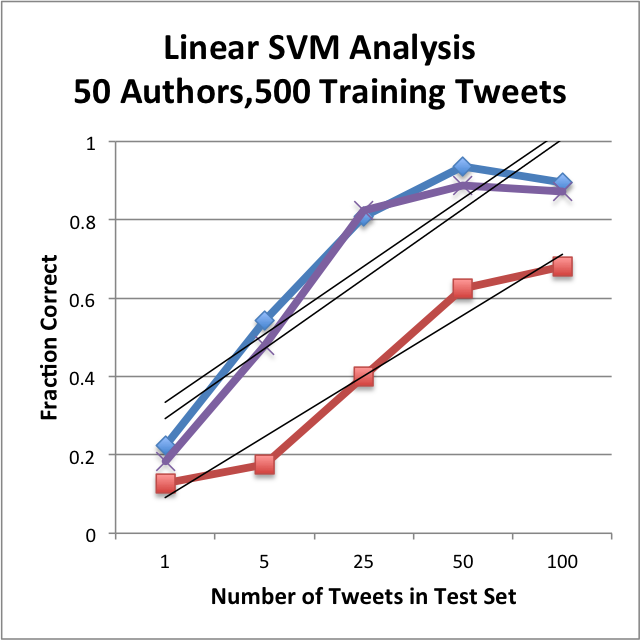 Linear SVM Analysis
50 Authors,500 Training Tweets
1
0.8
0.6
0.4
0.2
0
Fraction Correct
1 5 25 50 100
Number of Tweets in Test Set